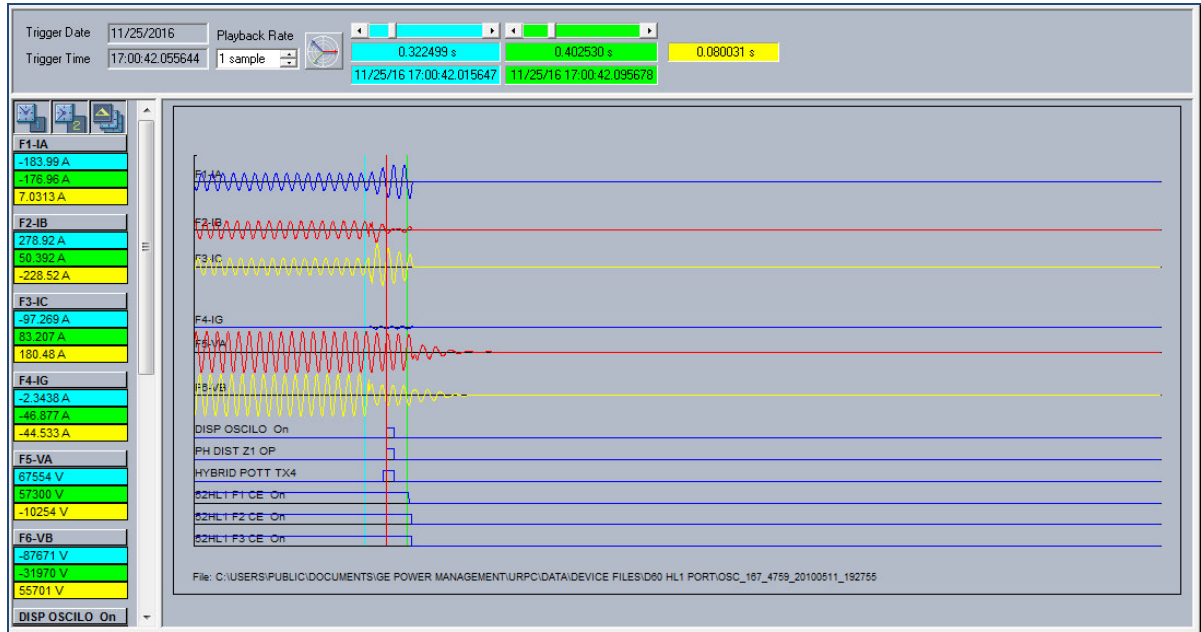 Trigger Date 11/25/2016 Playback Rate
Trigger Time 17:00:42.055644 1 sample
0.322499 s 0.402530 s 0.080031 s
11/25/16 17:00:42.015647 11/25/16 17:00:42.095678
2
F1-IA
-183.99 A
-176.96 A
7.0313 A
F2-IB
278.92 A
50.392 A
-228.52 A
F3-IC
-97.269 A
83.207 A
180.48 A
F4-IG
-2.3438 A
-46.877 A
-44.533 A
F5-VA
67554 V
57300 V
-10254 V
F6-VB
-87671 V
-31970 V
55701 V
DISP OSCILO On
F1-IA
F2-IB
F3-IC
F4-IG
F5-VA
F6-VB
DISP OSCILO On
PH DIST Z1 OP
HYBRID POTT TX4
52HL1 F1 CE On
52HL1 F2 CE On
52HL1 F3 CE On
File: C:\USERS\PUBLIC\DOCUMENTS\GE POWER MANAGEMENT\URPC\DATA\DEVICE FILES\D60 HL1 PORT\OSC_167_4759_20100511_192755